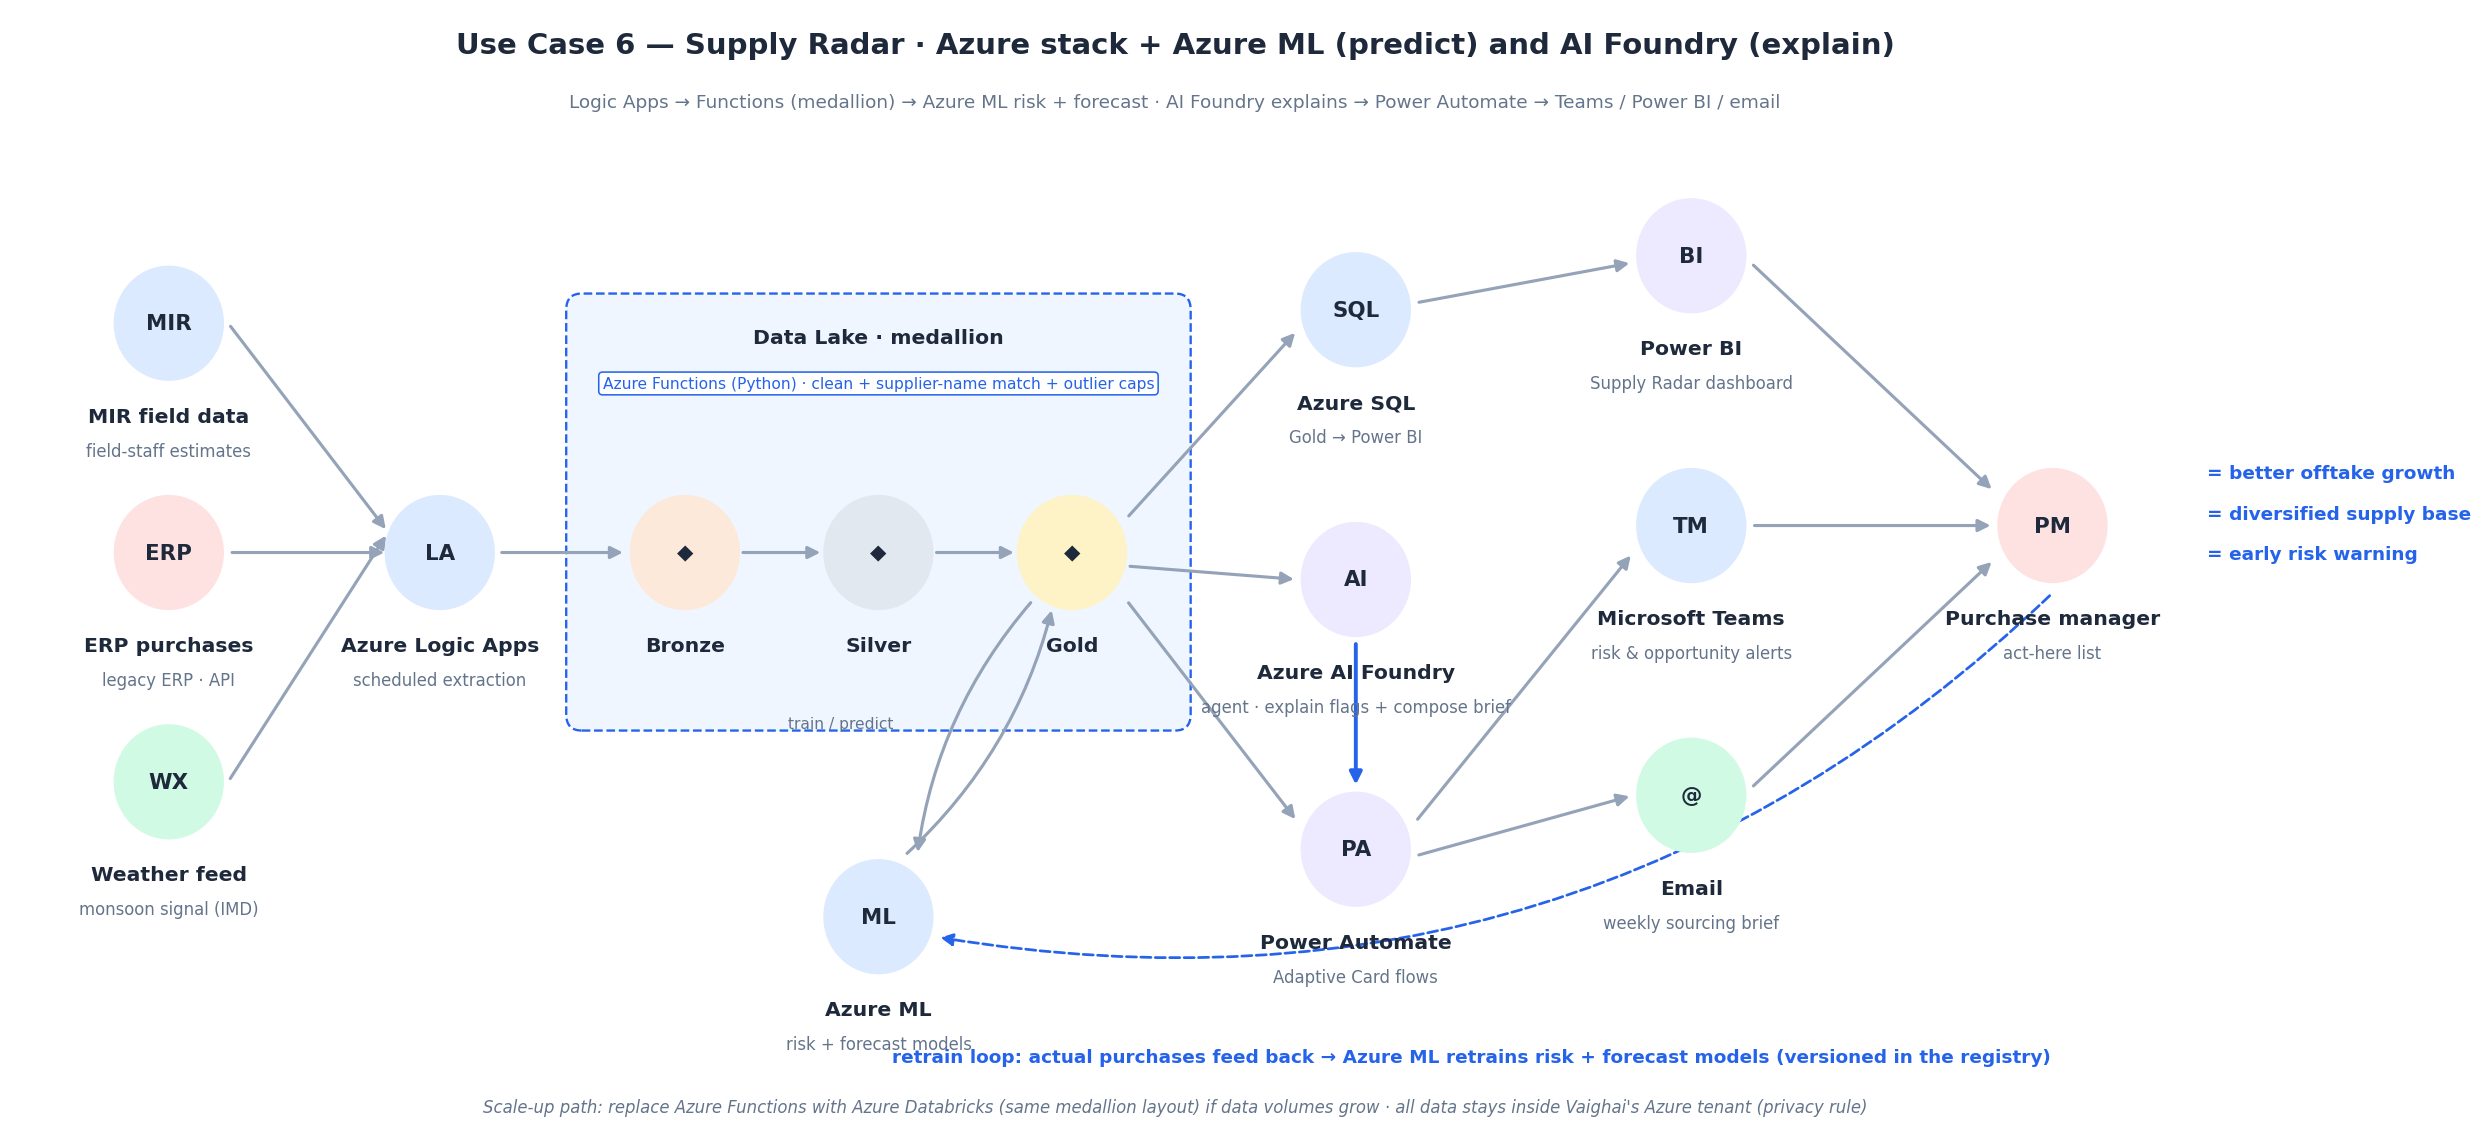 Use Case 6 — Supply Radar · Azure stack + Azure ML (predict) and AI Foundry (explain)
Logic Apps → Functions (medallion) → Azure ML risk + forecast · AI Foundry explains → Power Automate → Teams / Power BI / email
MIR
MIR field data
field-staff estimates
ERP
ERP purchases
legacy ERP · API
WX
Weather feed
monsoon signal (IMD)
LA
Azure Logic Apps
scheduled extraction
Data Lake · medallion
Azure Functions (Python) · clean + supplier-name match + outlier caps
◆
Bronze
◆
Silver
◆
Gold
train / predict
ML
Azure ML
risk + forecast models
SQL
Azure SQL
Gold → Power BI
AI
Azure AI Foundry
agent · explain flags + compose brief
PA
Power Automate
Adaptive Card flows
BI
Power BI
Supply Radar dashboard
TM
Microsoft Teams
risk & opportunity alerts
@
Email
weekly sourcing brief
PM
Purchase manager
act-here list
= better offtake growth
= diversified supply base
= early risk warning
retrain loop: actual purchases feed back → Azure ML retrains risk + forecast models (versioned in the registry)
Scale-up path: replace Azure Functions with Azure Databricks (same medallion layout) if data volumes grow · all data stays inside Vaighai's Azure tenant (privacy rule)